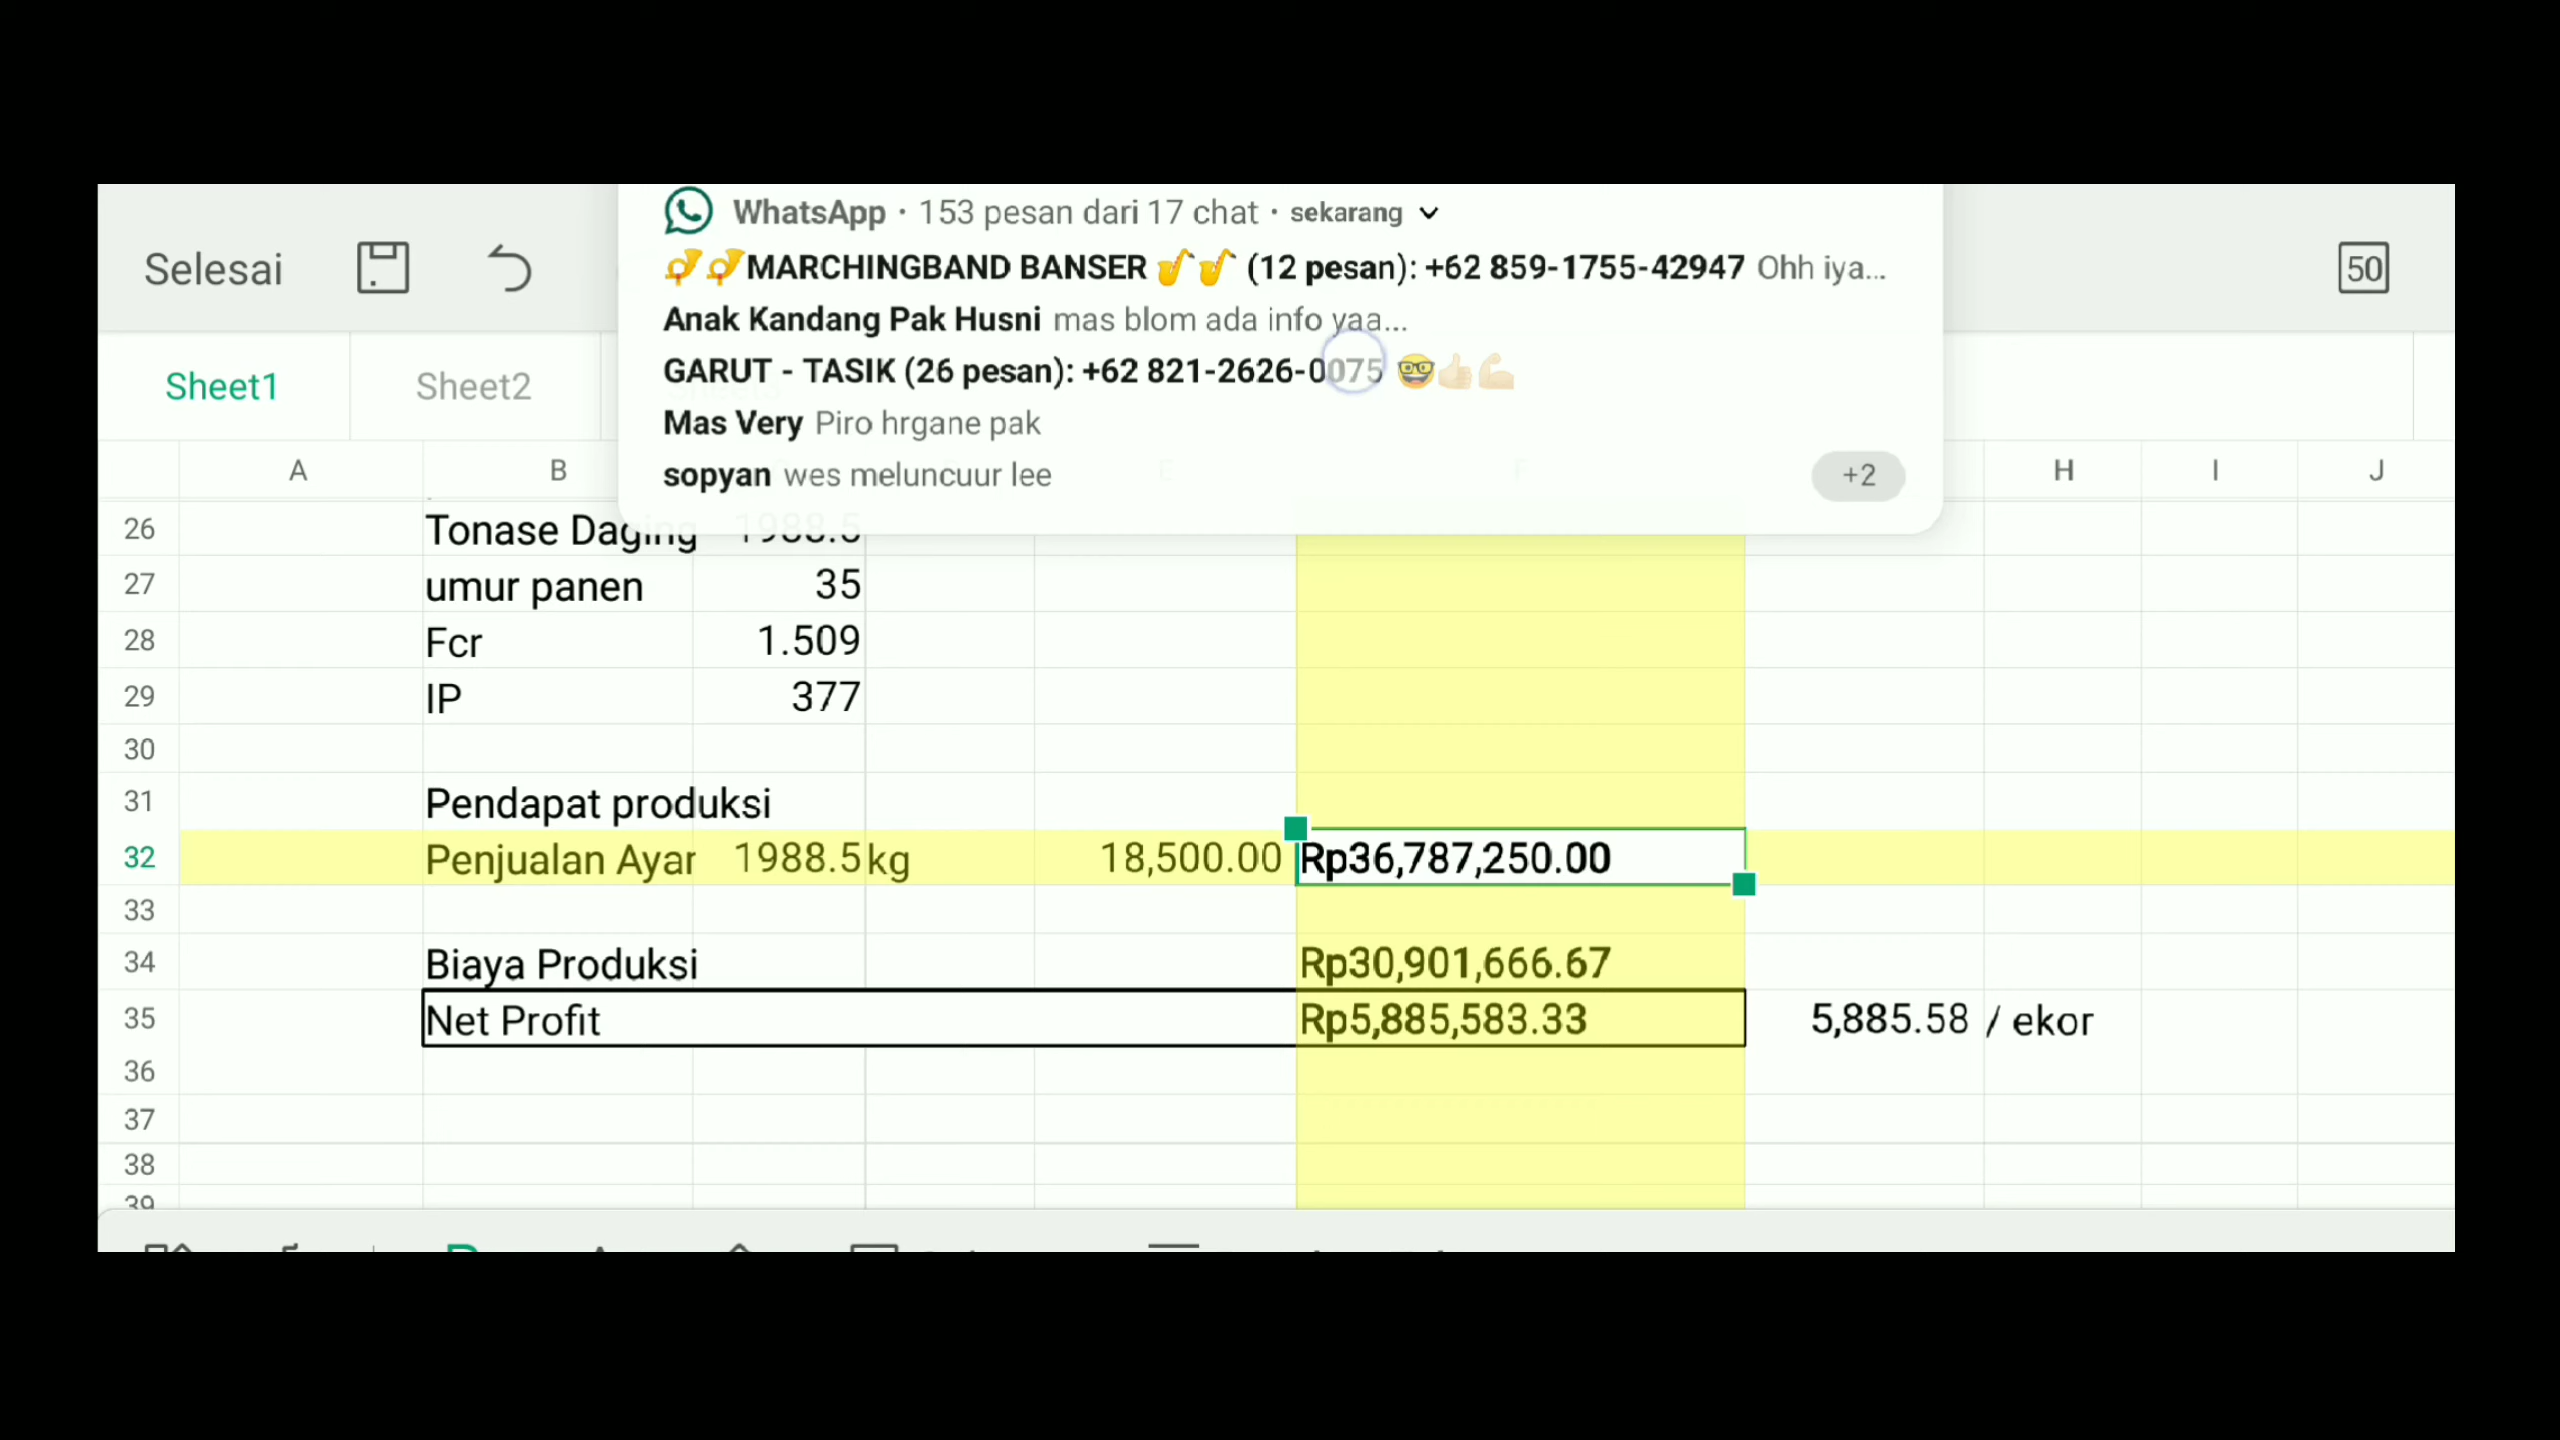 WhatsApp · 153 pesan dari 17 chat · sekarang
MARCHINGBAND BANSER (12 pesan): +62 859-1755-42947 Ohh iya...
Anak Kandang Pak Husni mas blom ada info yaa...
GARUT - TASIK (26 pesan): +62 821-2626-0075 🤓👍🏻💪🏻
Mas Very Piro hrgane pak
sopyan wes meluncuur lee
+2
Selesai
50
Sheet1 Sheet2
A B E F H I J
26 Tonase Daging 1988.5
27 umur panen 35
28 Fcr 1.509
29 IP 377
30
31 Pendapat produksi
32 Penjualan Ayar 1988.5 kg 18,500.00 Rp36,787,250.00
33
34 Biaya Produksi Rp30,901,666.67
35 Net Profit Rp5,885,583.33 5,885.58 / ekor
36
37
38
39